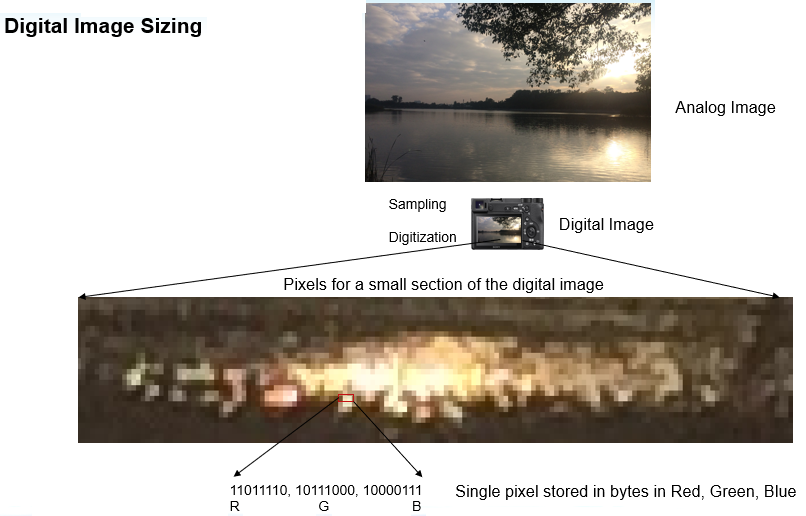 Digital Image Sizing
Analog Image
Sampling
Digital Image
Digitization
Pixels for a small section of the digital image
11011110, 10111000, 10000111
Single pixel stored in bytes in Red, Green, Blue
R G B